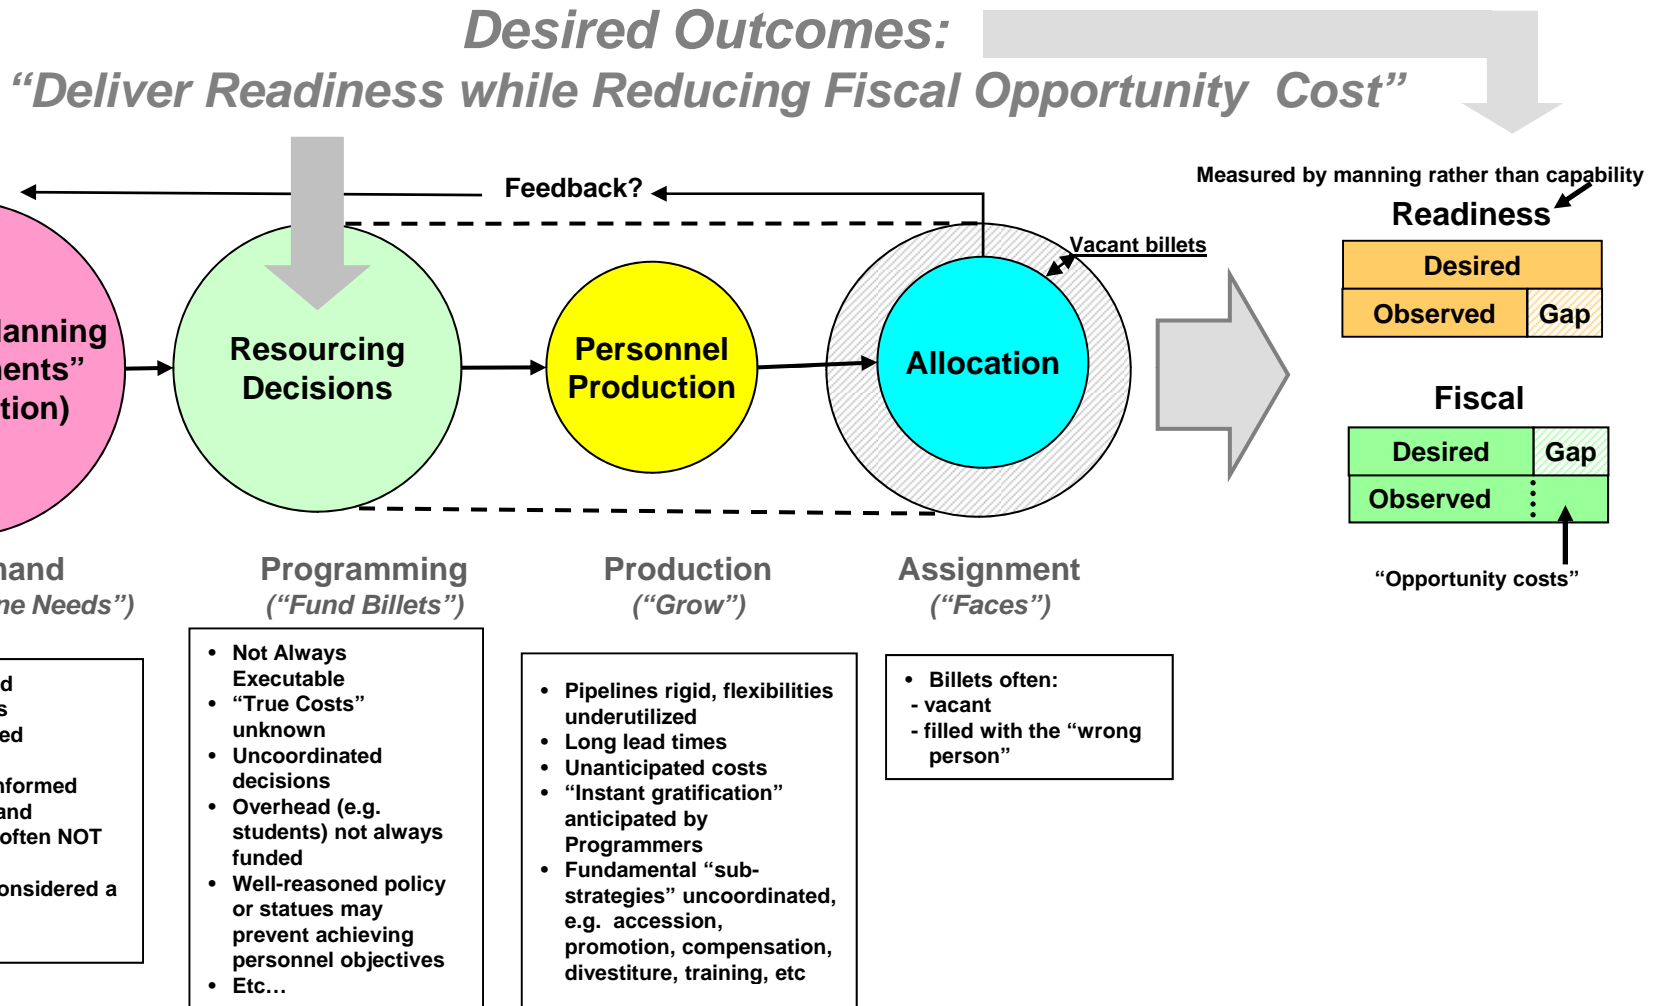 Desired Outcomes:
“Deliver Readiness while Reducing Fiscal Opportunity Cost”
Feedback?
Measured by manning rather than capability
Readiness
Desired
Observed
Gap
Vacant billets
Resourcing
Decisions
Personnel
Production
Allocation
Fiscal
Desired
Gap
Observed
“Opportunity costs”
Needs”)
Programming
(“Fund Billets”)
Production
(“Grow”)
Assignment
(“Faces”)
and
often NOT
a
• Not Always
Executable
• “True Costs”
unknown
• Uncoordinated
decisions
• Overhead (e.g.
students) not always
funded
• Well-reasoned policy
or statues may
prevent achieving
personnel objectives
• Etc…
• Pipelines rigid, flexibilities
underutilized
• Long lead times
• Unanticipated costs
• “Instant gratification”
anticipated by
Programmers
• Fundamental “sub-
strategies” uncoordinated,
e.g. accession,
promotion, compensation,
divestiture, training, etc
• Billets often:
- vacant
- filled with the “wrong
person”